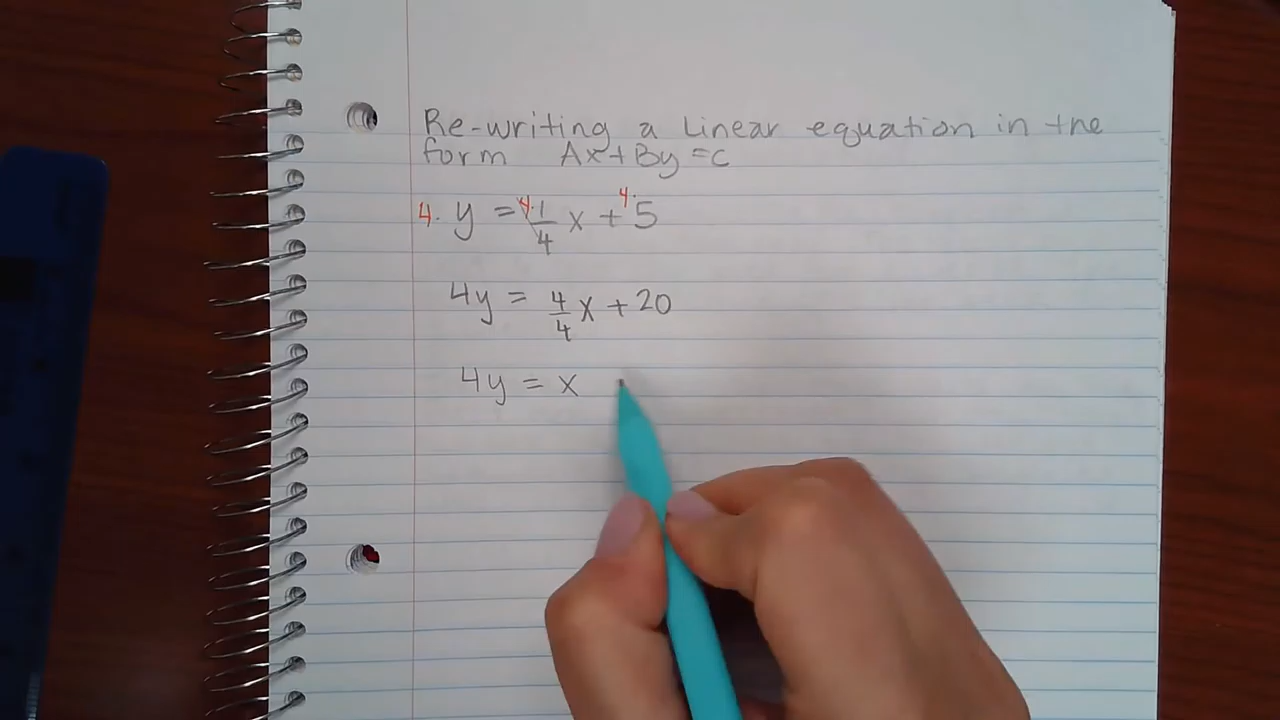 Re-writing a Linear equation in the
form Ax+By=c
4. y = 4. 1/4 x + 4. 5
4y = 4/4 x + 20
4y = x